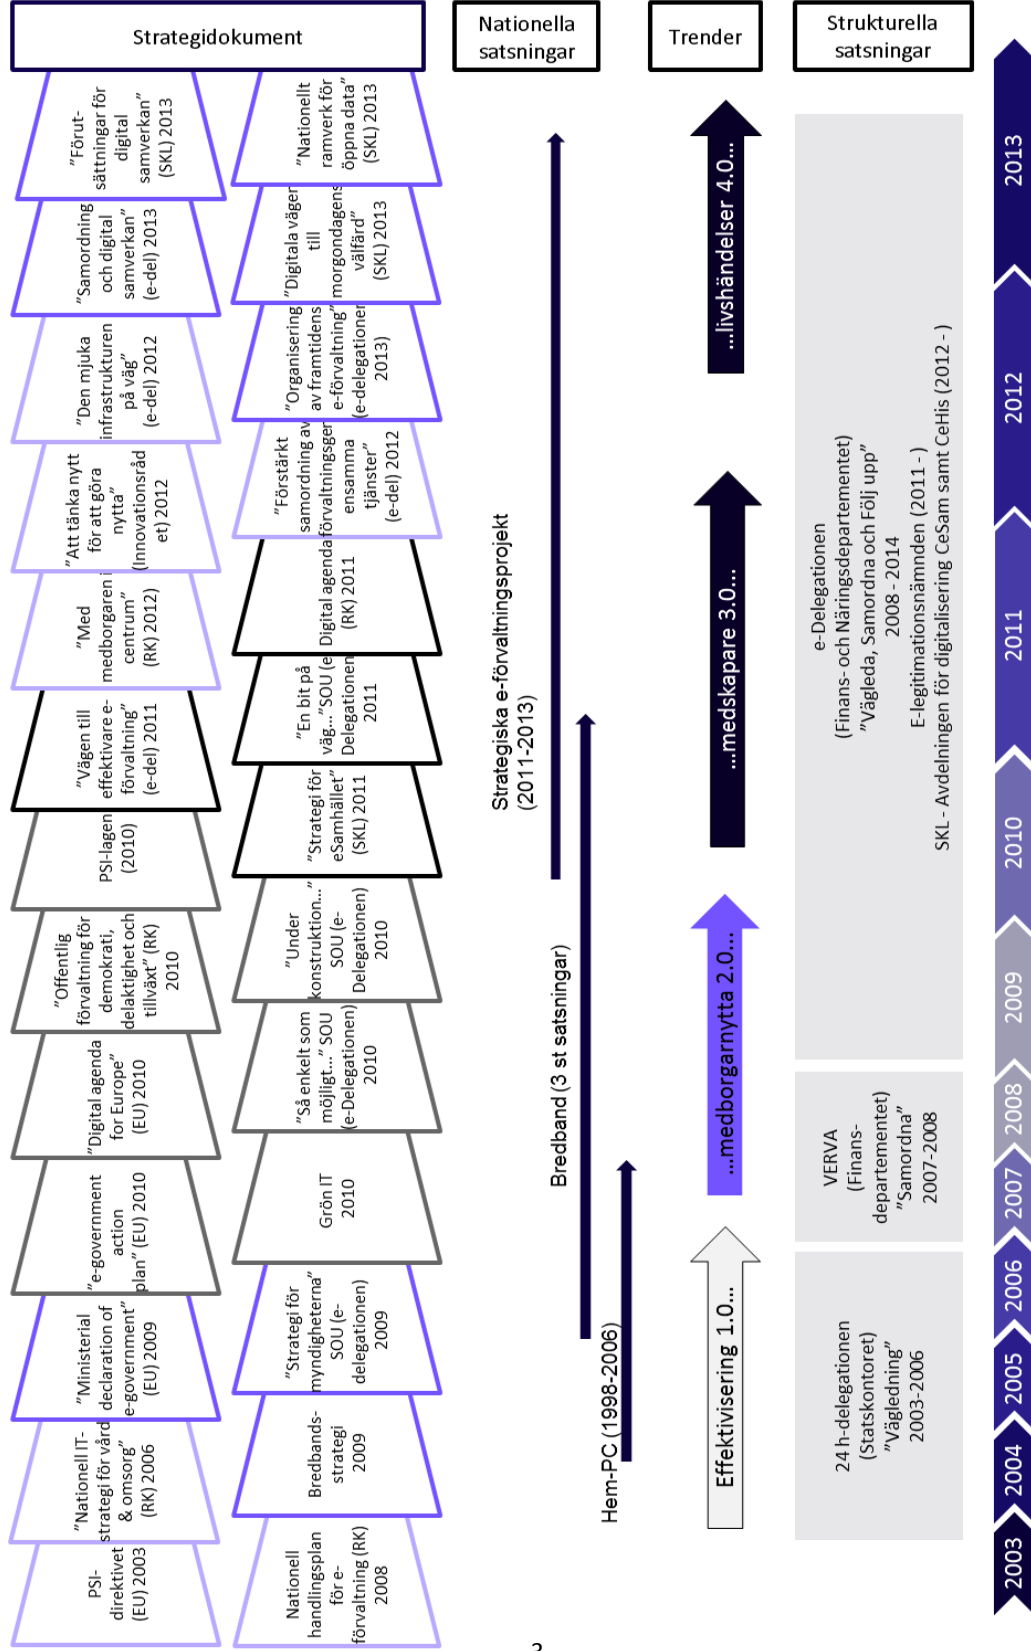 Strategidokument
Nationella
satsningar
Trender
Strukturella
satsningar
”Förut-
sättningar för
digital
samverkan”
(SKL) 2013
”Samordning
och digital
samverkan”
(e-del) 2013
”Den mjuka
infrastrukturen
på väg”
(e-del) 2012
”Att tänka nytt
för att göra
nytta”
(Innovationsråd
et) 2012
”Med
medborgaren i
centrum”
(RK) 2012)
”Vägen till
effektivare e-
förvaltning”
(e-del) 2011
PSI-lagen
(2010)
”Offentlig
förvaltning för
demokrati,
delaktighet och
tillväxt” (RK)
2010
”Digital agenda
for Europe”
(EU) 2010
”e-government
action
plan” (EU) 2010
”Ministerial
declaration of
e-government”
(EU) 2009
”Nationell IT-
strategi för vård
& omsorg”
(RK) 2006
PSI-
direktivet
(EU) 2003
”Nationellt
ramverk för
öppna data”
(SKL) 2013
”Digitala vägen
till
morgondagens
välfärd”
(SKL) 2013
”Organisering
av framtidens
e-förvaltning”
(e-delegationen
2013)
”Förstärkt
samordning av
förvaltningsgem
ensamma
tjänster”
(e-del) 2012
Digital agenda
(RK) 2011
”En bit på
väg…”SOU (e
Delegationen
2011
”Strategi för
eSamhället”
(SKL) 2011
”Under
konstruktion…”
SOU (e-
Delegationen)
2010
”Så enkelt som
möjligt…” SOU
(e-Delegationen)
2010
Grön IT
2010
”Strategi för
myndigheterna”
SOU (e-
delegationen)
2009
Bredbands-
strategi
2009
Nationell
handlingsplan
för e-
förvaltning (RK)
2008
Strategiska e-förvaltningsprojekt
(2011-2013)
Bredband (3 st satsningar)
Hem-PC (1998-2006)
...livshändelser 4.0...
...medskapare 3.0...
...medborgarnytta 2.0...
Effektivisering 1.0...
e-Delegationen
(Finans- och Näringsdepartementet)
”Vägleda, Samordna och Följ upp”
2008 - 2014
E-legitimationsnämnden (2011 - )
SKL - Avdelningen för digitalisering CeSam samt CeHis (2012 - )
VERVA
(Finans-
departementet)
”Samordna”
2007-2008
24 h-delegationen
(Statskontoret)
”Vägledning”
2003-2006
2013
2012
2011
2010
2009
2008
2007
2006
2005
2004
2003